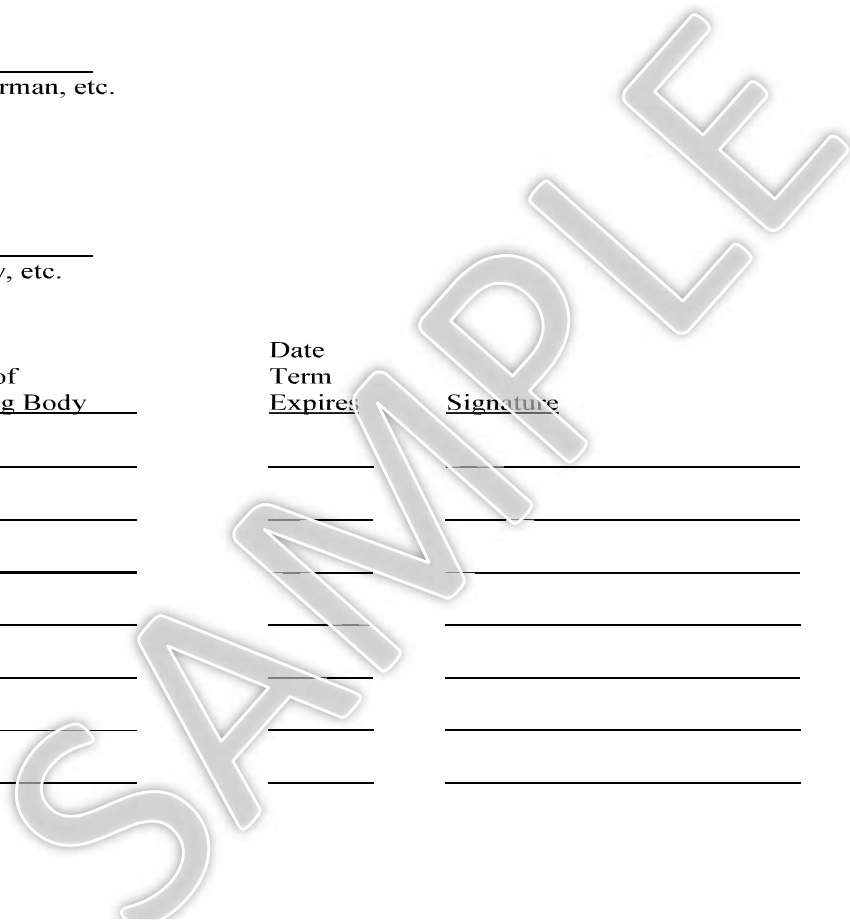 rman, etc.
, etc.
Date
of Term
g Body Expires Signature
SAMPLE